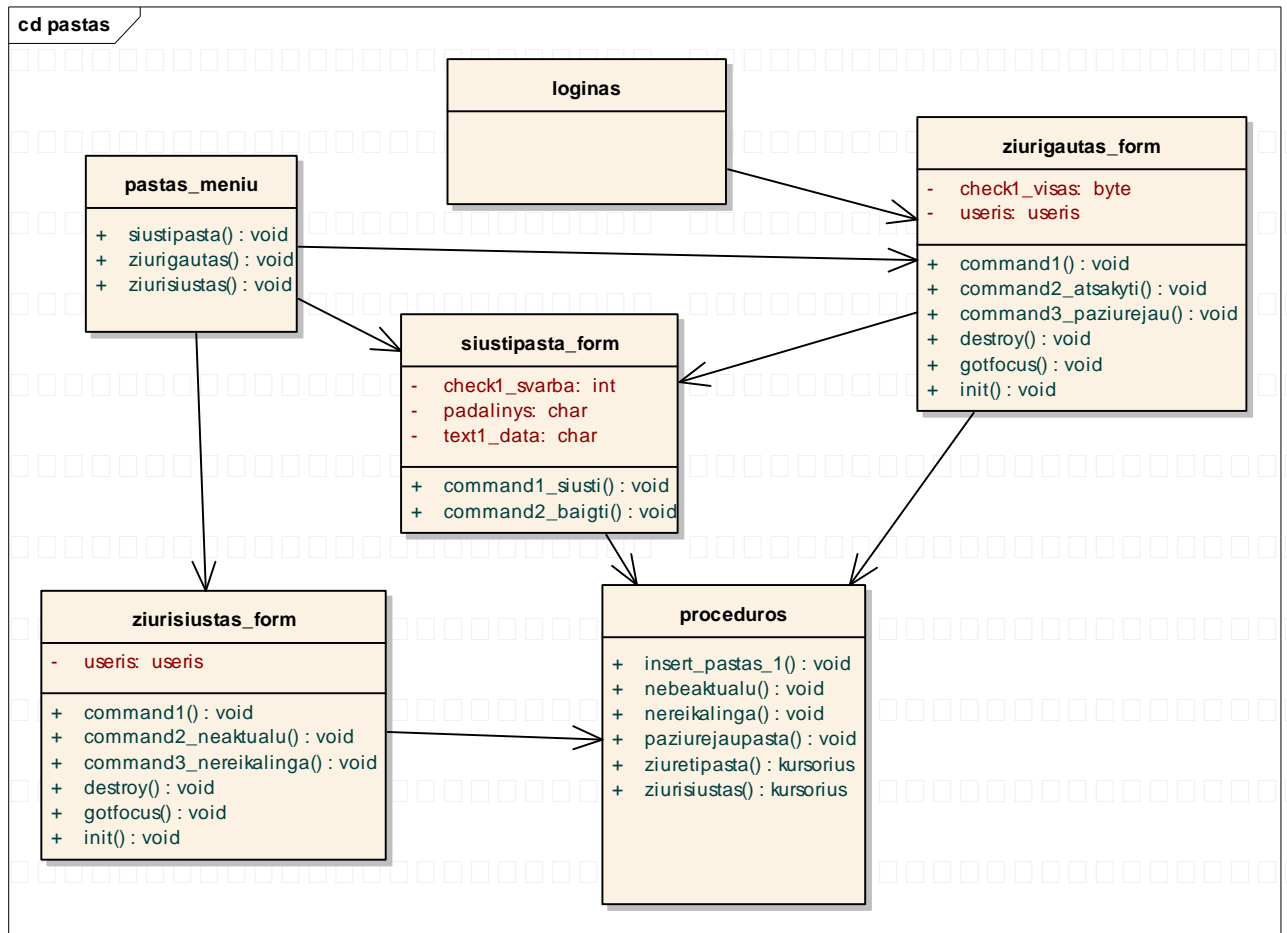 cd pastas
loginas
ziurigautas_form
- check1_visas: byte
- useris: useris
+ command1() : void
+ command2_atsakyti() : void
+ command3_paziurejau() : void
+ destroy() : void
+ gotfocus() : void
+ init() : void
pastas_meniu
+ siustipasta() : void
+ ziurigautas() : void
+ ziurisiustas() : void
siustipasta_form
- check1_svarba: int
- padalinys: char
- text1_data: char
+ command1_siusti() : void
+ command2_baigti() : void
ziurisiustas_form
- useris: useris
+ command1() : void
+ command2_neaktualu() : void
+ command3_nereikalinga() : void
+ destroy() : void
+ gotfocus() : void
+ init() : void
proceduros
+ insert_pastas_1() : void
+ nebeaktualu() : void
+ nereikalinga() : void
+ paziurejaupasta() : void
+ ziuretipasta() : kursorius
+ ziurisiustas() : kursorius